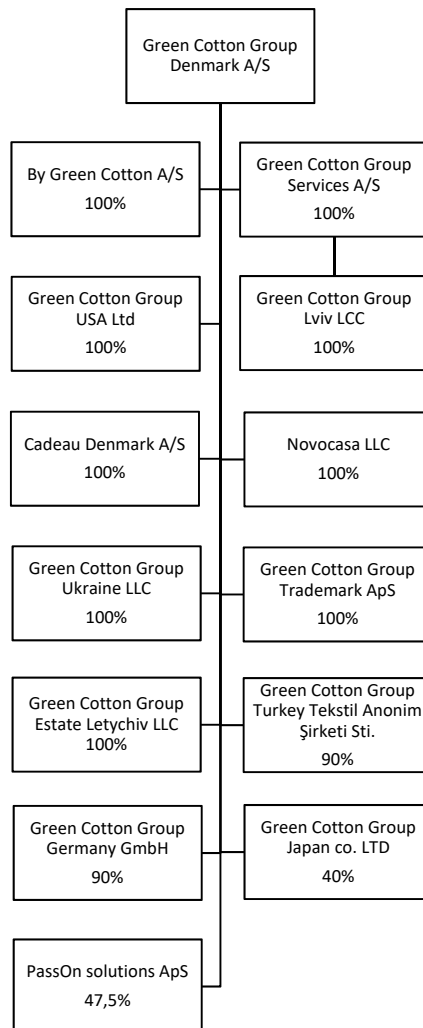 Green Cotton Group
Denmark A/S
By Green Cotton A/S
100%
Green Cotton Group
Services A/S
100%
Green Cotton Group
USA Ltd
100%
Green Cotton Group
Lviv LCC
100%
Cadeau Denmark A/S
100%
Novocasa LLC
100%
Green Cotton Group
Ukraine LLC
100%
Green Cotton Group
Trademark ApS
100%
Green Cotton Group
Estate Letychiv LLC
100%
Green Cotton Group
Turkey Tekstil Anonim
Şirketi Sti.
90%
Green Cotton Group
Germany GmbH
90%
Green Cotton Group
Japan co. LTD
40%
PassOn solutions ApS
47,5%